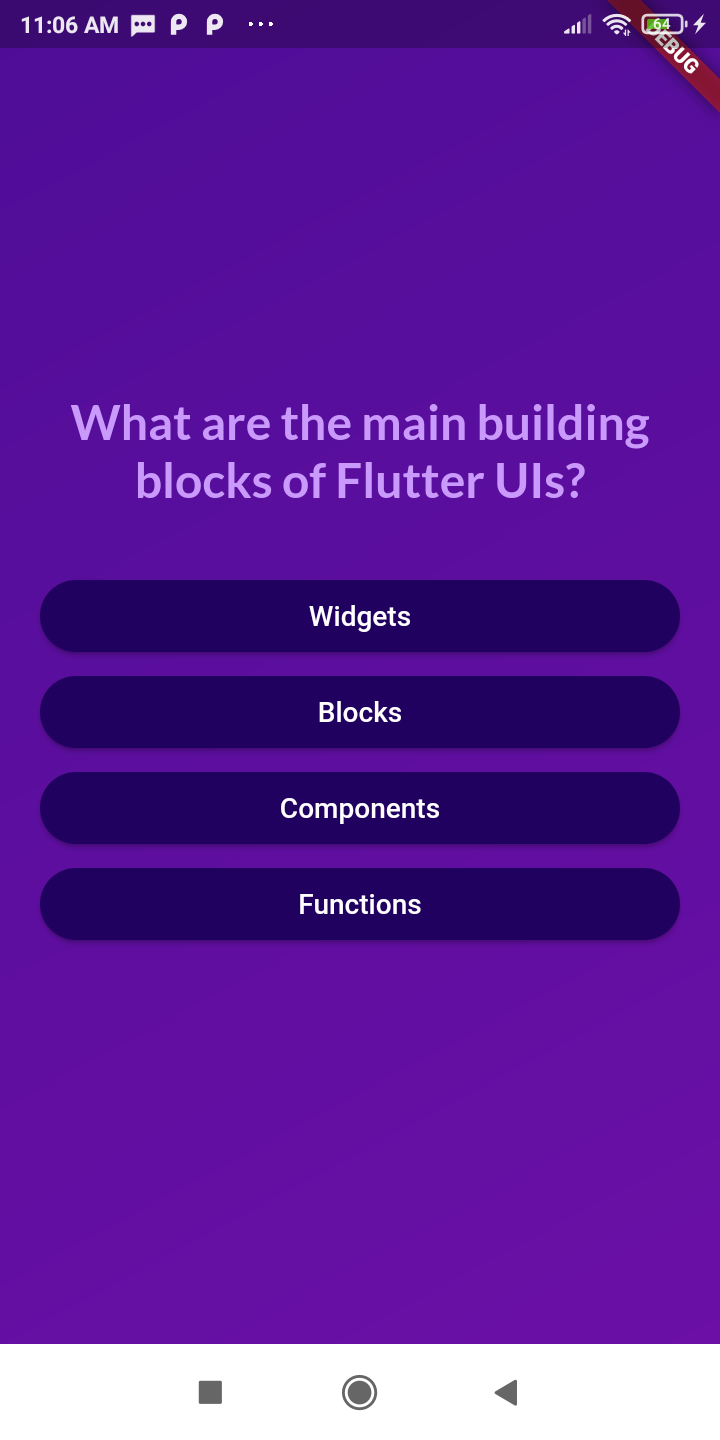 11:06 AM
64
DEBUG
What are the main building
blocks of Flutter UIs?
Widgets
Blocks
Components
Functions